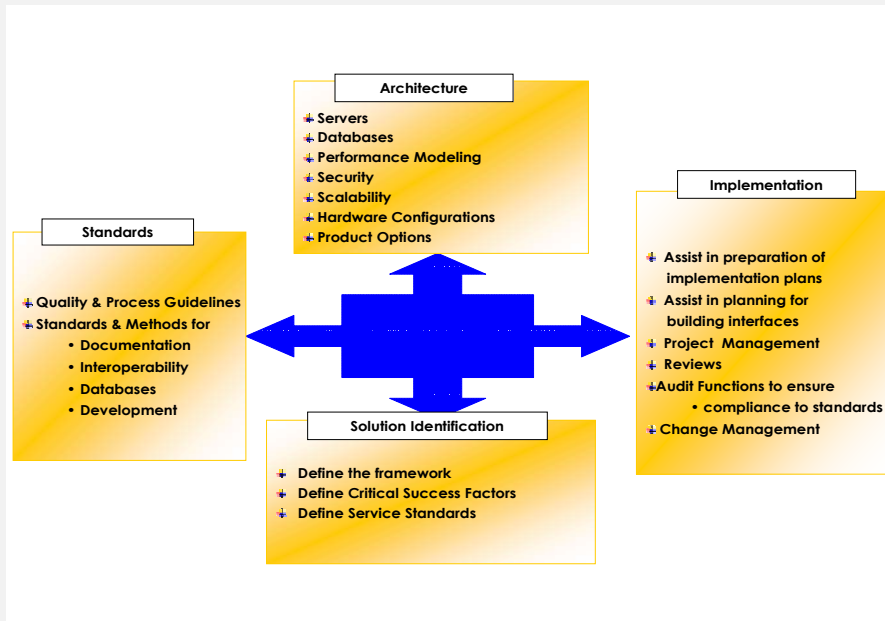 Architecture
Servers
Databases
Performance Modeling
Security
Scalability
Hardware Configurations
Product Options
Standards
Quality & Process Guidelines
Standards & Methods for
• Documentation
• Interoperability
• Databases
• Development
Implementation
Assist in preparation of
implementation plans
Assist in planning for
building interfaces
Project Management
Reviews
Audit Functions to ensure
• compliance to standards
Change Management
Solution Identification
Define the framework
Define Critical Success Factors
Define Service Standards